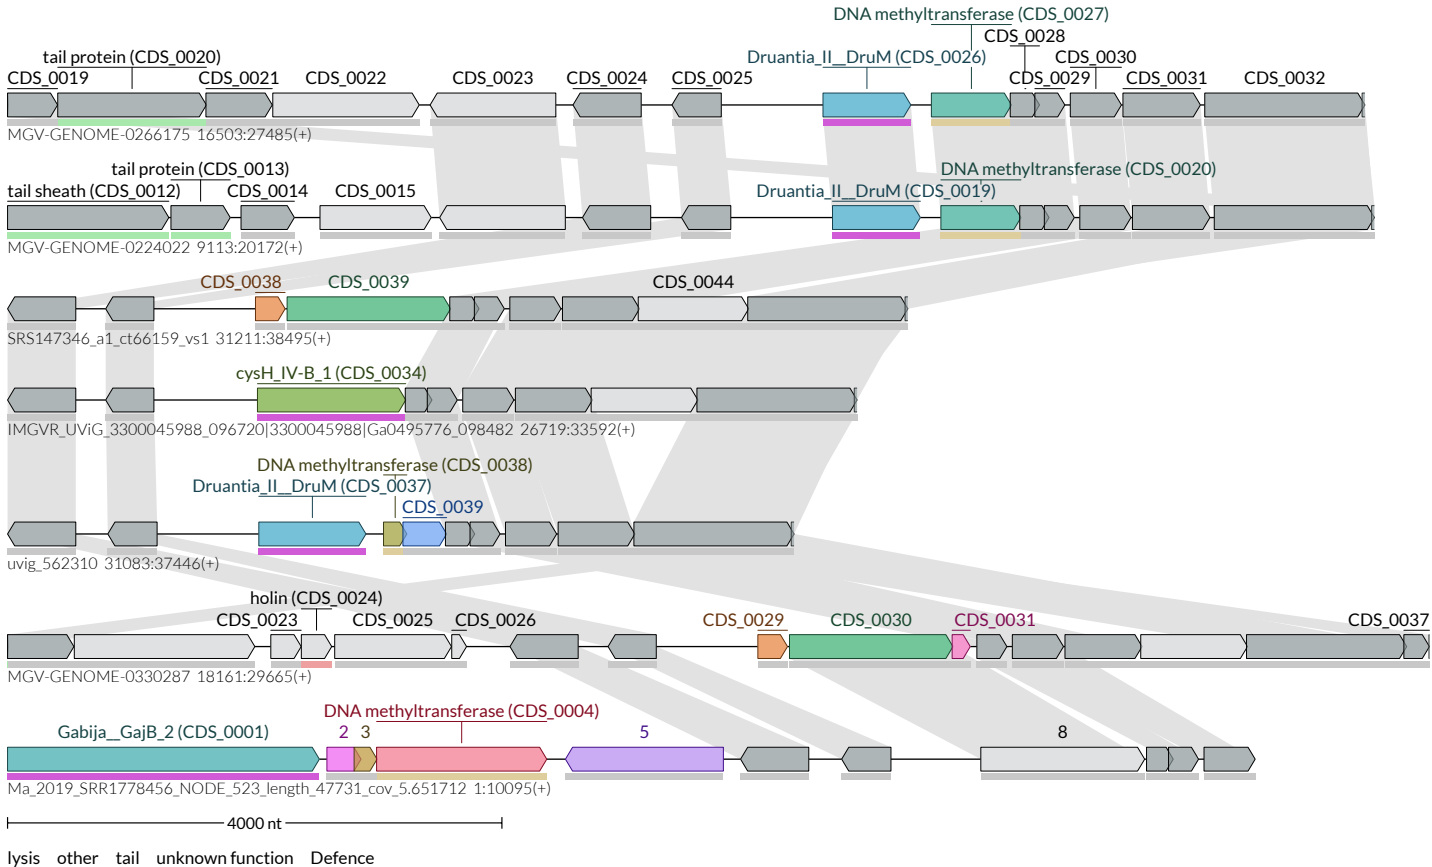 DNA methyltransferase (CDS_0027)
tail protein (CDS_0020) Druantia_II__DruM (CDS_0026) CDS_0028 CDS_0030
CDS_0019 CDS_0021 CDS_0022 CDS_0023 CDS_0024 CDS_0025 CDS_0029 CDS_0031 CDS_0032
MGV-GENOME-0266175 16503:27485(+)
tail protein (CDS_0013) DNA methyltransferase (CDS_0020)
tail sheath (CDS_0012) CDS_0014 CDS_0015 Druantia_II__DruM (CDS_0019)
MGV-GENOME-0224022 9113:20172(+)
CDS_0038 CDS_0039 CDS_0044
SRS147346_a1_ct66159_vs1 31211:38495(+)
cysH_IV-B_1 (CDS_0034)
IMGVR_UViG_3300045988_096720|3300045988|Ga0495776_098482 26719:33592(+)
DNA methyltransferase (CDS_0038)
Druantia_II__DruM (CDS_0037)
CDS_0039
uvig_562310 31083:37446(+)
holin (CDS_0024)
CDS_0023 CDS_0025 CDS_0026 CDS_0029 CDS_0030 CDS_0031 CDS_0037
MGV-GENOME-0330287 18161:29665(+)
DNA methyltransferase (CDS_0004)
Gabija__GajB_2 (CDS_0001) 2 3 5 8
Ma_2019_SRR1778456_NODE_523_length_47731_cov_5.651712 1:10095(+)
4000 nt
lysis other tail unknown function Defence